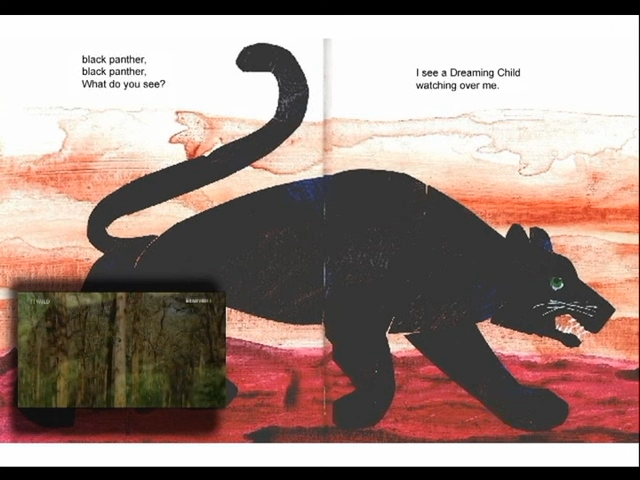 black panther,
black panther,
What do you see?
I see a Dreaming Child
watching over me.